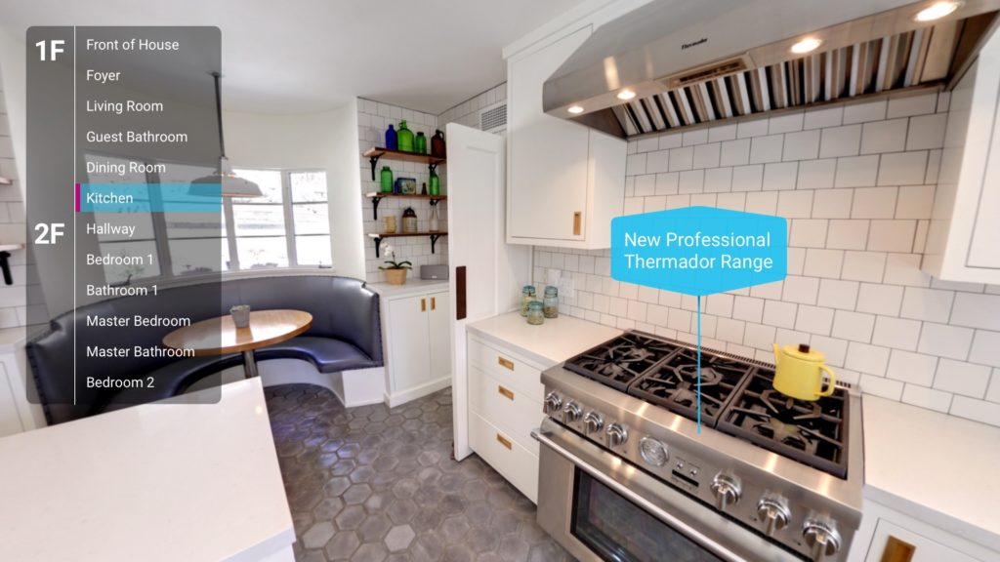 1F
Front of House
Foyer
Living Room
Guest Bathroom
Dining Room
Kitchen
2F
Hallway
Bedroom 1
Bathroom 1
Master Bedroom
Master Bathroom
Bedroom 2
Thermador
New Professional
Thermador Range